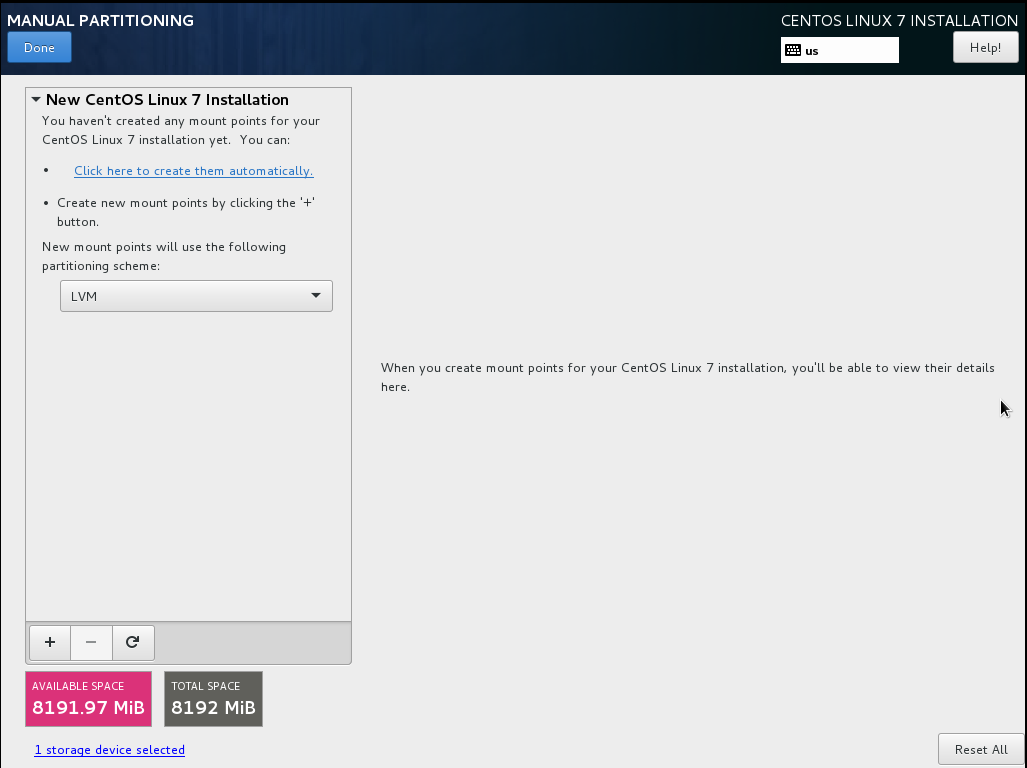 MANUAL PARTITIONING
CENTOS LINUX 7 INSTALLATION
Done
us
Help!
New CentOS Linux 7 Installation
You haven't created any mount points for your
CentOS Linux 7 installation yet.  You can:
• Click here to create them automatically.
• Create new mount points by clicking the '+'
button.
New mount points will use the following
partitioning scheme:
LVM
When you create mount points for your CentOS Linux 7 installation, you'll be able to view their details
here.
+ −
AVAILABLE SPACE
8191.97 MiB
TOTAL SPACE
8192 MiB
1 storage device selected
Reset All